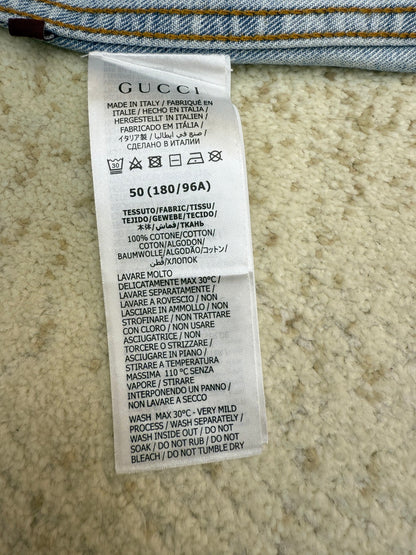 GUCCI
MADE IN ITALY / FABRIQUÉ EN
ITALIE / HECHO EN ITALIA /
HERGESTELLT IN ITALIEN /
FABRICADO EM ITÁLIA /
イタリア製 / صنع في ايطاليا /
СДЕЛАНО В ИТАЛИИ
30
50 (180/96A)
TESSUTO/FABRIC/TISSU/
TEJIDO/GEWEBE/TECIDO/
本体/قماش/ТКАНЬ
100% COTONE/COTTON/
COTON/ALGODON/
BAUMWOLLE/ALGODÃO/コットン
/قطن/ХЛОПОК
LAVARE MOLTO
DELICATAMENTE MAX 30°C/
LAVARE SEPARATAMENTE/
LAVARE A ROVESCIO / NON
LASCIARE IN AMMOLLO / NON
STROFINARE / NON TRATTARE
CON CLORO / NON USARE
ASCIUGATRICE / NON
TORCERE O STRIZZARE /
ASCIUGARE IN PIANO /
STIRARE A TEMPERATURA
MASSIMA 110 °C SENZA
VAPORE / STIRARE
INTERPONENDO UN PANNO /
NON LAVARE A SECCO
WASH MAX 30°C - VERY MILD
PROCESS / WASH SEPARATELY /
WASH INSIDE OUT / DO NOT
SOAK / DO NOT RUB / DO NOT
BLEACH / DO NOT TUMBLE DRY